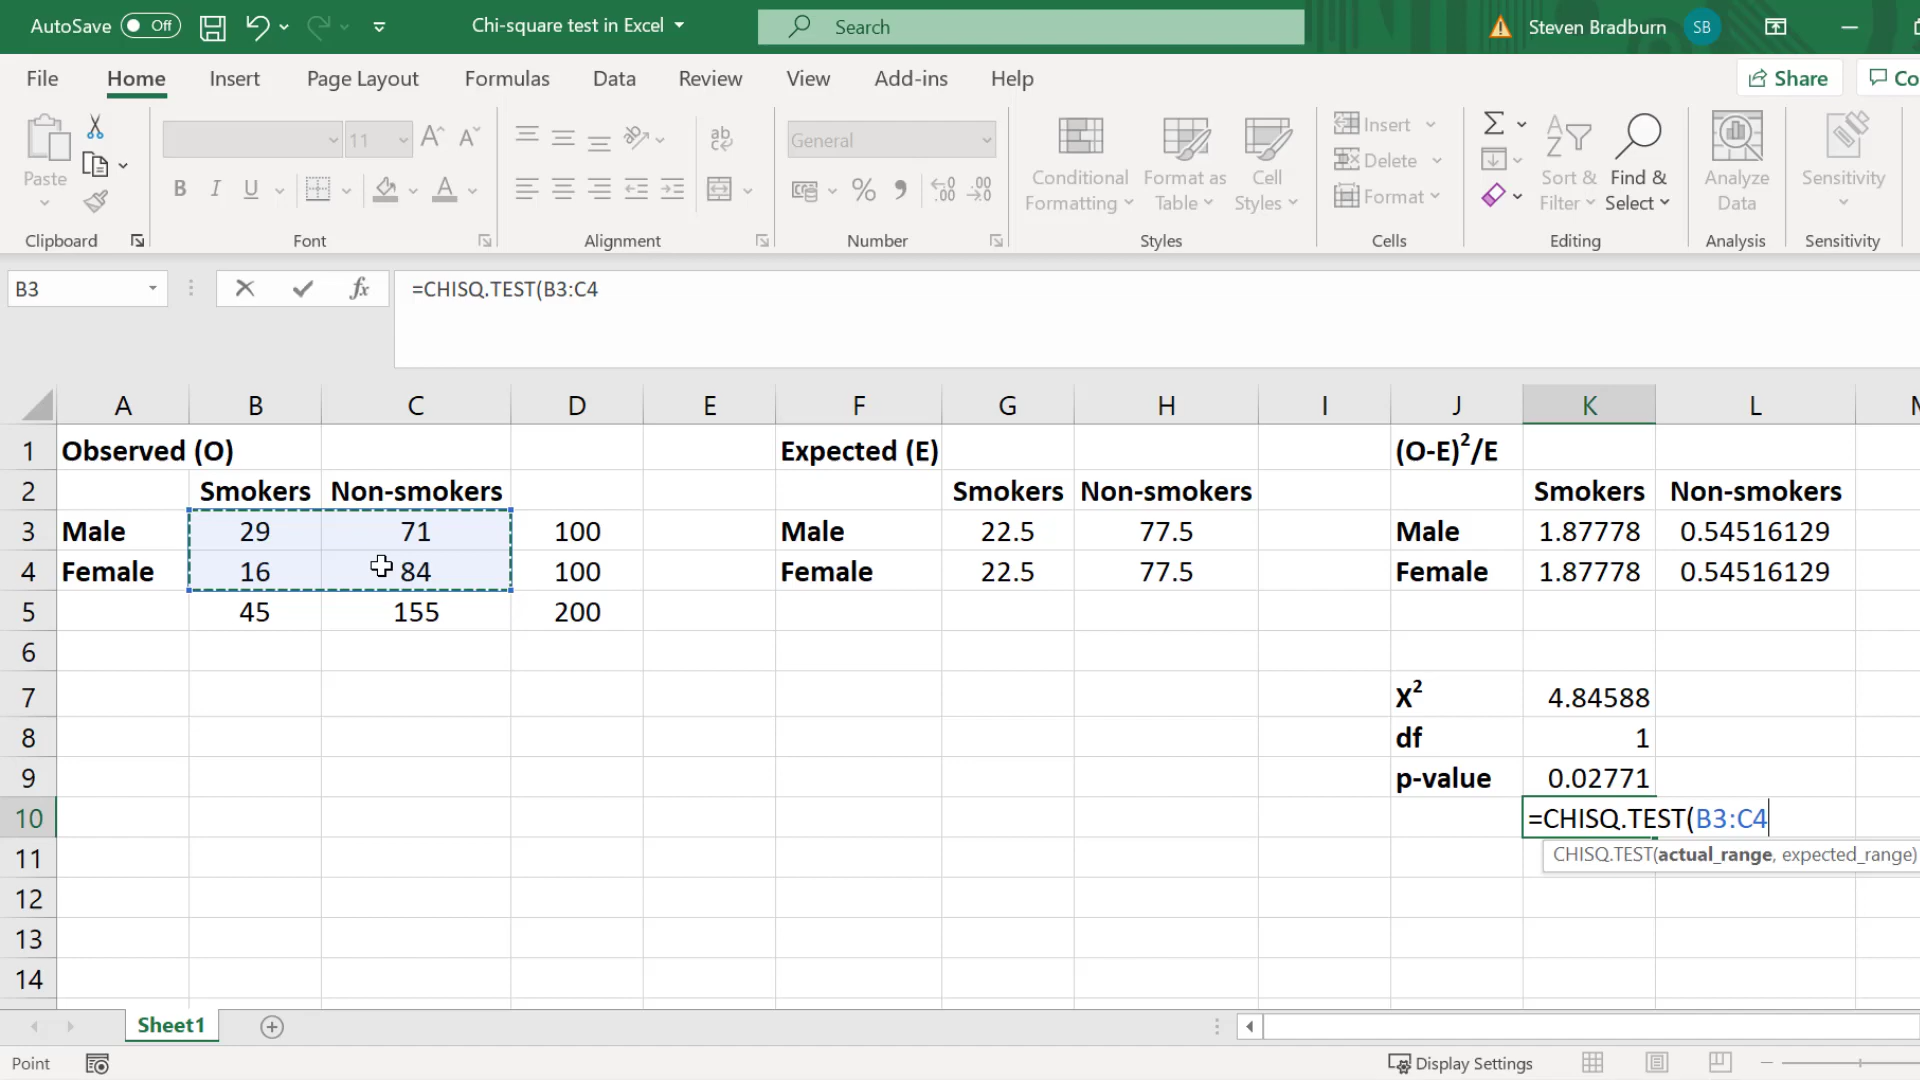 AutoSave Off Chi-square test in Excel Search Steven Bradburn SB
File Home Insert Page Layout Formulas Data Review View Add-ins Help Share Co
Paste 11 A A ab General Conditional Formatting Format as Table Cell Styles Insert Delete Format Sort & Filter Find & Select Analyze Data Sensitivity
B I U A % 9 .00
Clipboard Font Alignment Number Styles Cells Editing Analysis Sensitivity
B3 fx =CHISQ.TEST(B3:C4
A B C D E F G H I J K L
1 Observed (O) Expected (E) (O-E)²/E
2 Smokers Non-smokers Smokers Non-smokers Smokers Non-smokers
3 Male 29 71 100 Male 22.5 77.5 Male 1.87778 0.54516129
4 Female 16 84 100 Female 22.5 77.5 Female 1.87778 0.54516129
5 45 155 200
6
7 X² 4.84588
8 df 1
9 p-value 0.02771
10 =CHISQ.TEST(B3:C4
11 CHISQ.TEST(actual_range, expected_range)
12
13
14
Sheet1
Point Display Settings